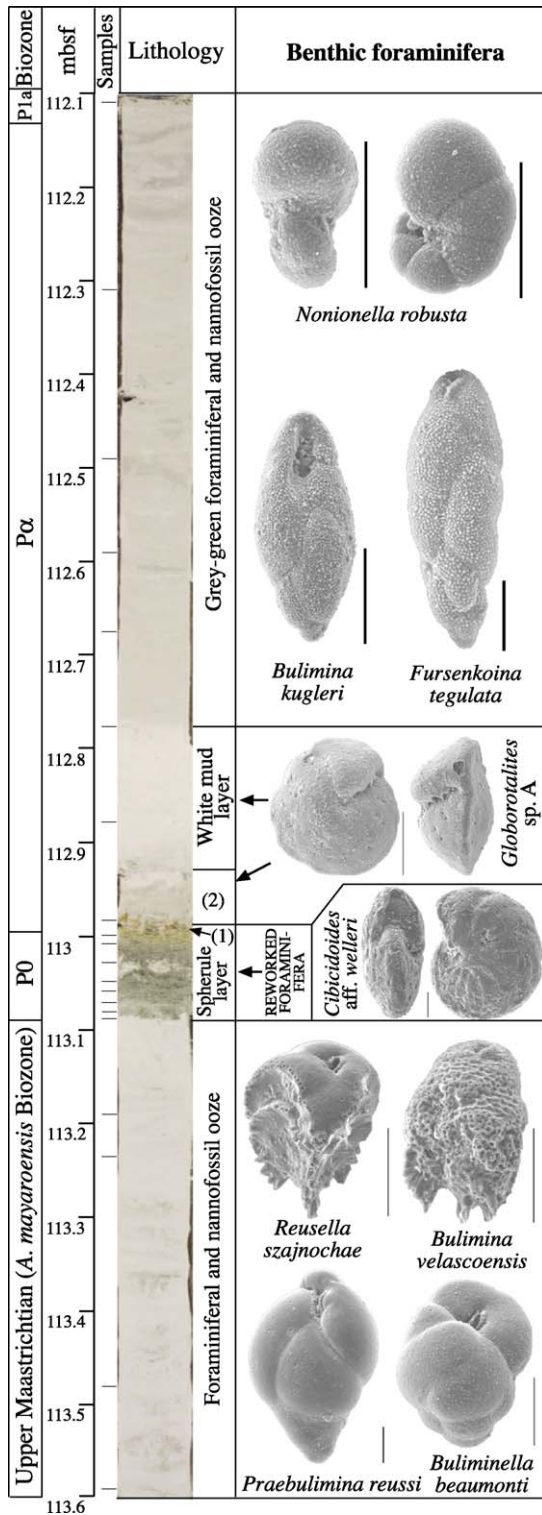 Biozone
mbsf
Samples
Lithology
Benthic foraminifera
P1a
Pα
P0
Upper Maastrichtian (A. mayaroensis Biozone)
112.1
112.2
112.3
112.4
112.5
112.6
112.7
112.8
112.9
113
113.1
113.2
113.3
113.4
113.5
113.6
Grey-green foraminiferal and nannofossil ooze
White mud
layer
(2)
(1)
Spherule
layer
Foraminiferal and nannofossil ooze
Nonionella robusta
Bulimina
kugleri
Fursenkoina
tegulata
Globorotalites
sp. A
REWORKED
FORAMINI-
FERA
Cibicidoides
aff. welleri
Reusella
szajnochae
Bulimina
velascoensis
Praebulimina reussi
Buliminella
beaumonti